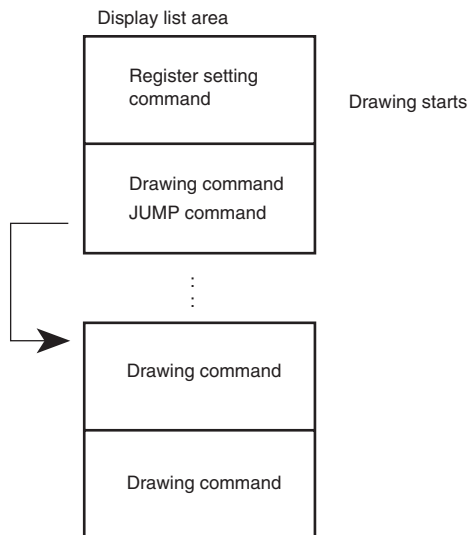 Display list area
Register setting
command
Drawing starts
Drawing command
JUMP command
Drawing command
Drawing command